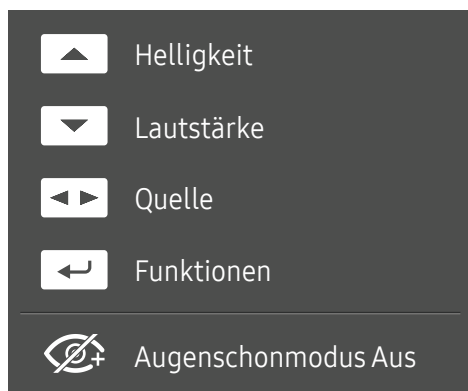 Helligkeit
Lautstärke
Quelle
Funktionen
Augenschonmodus Aus